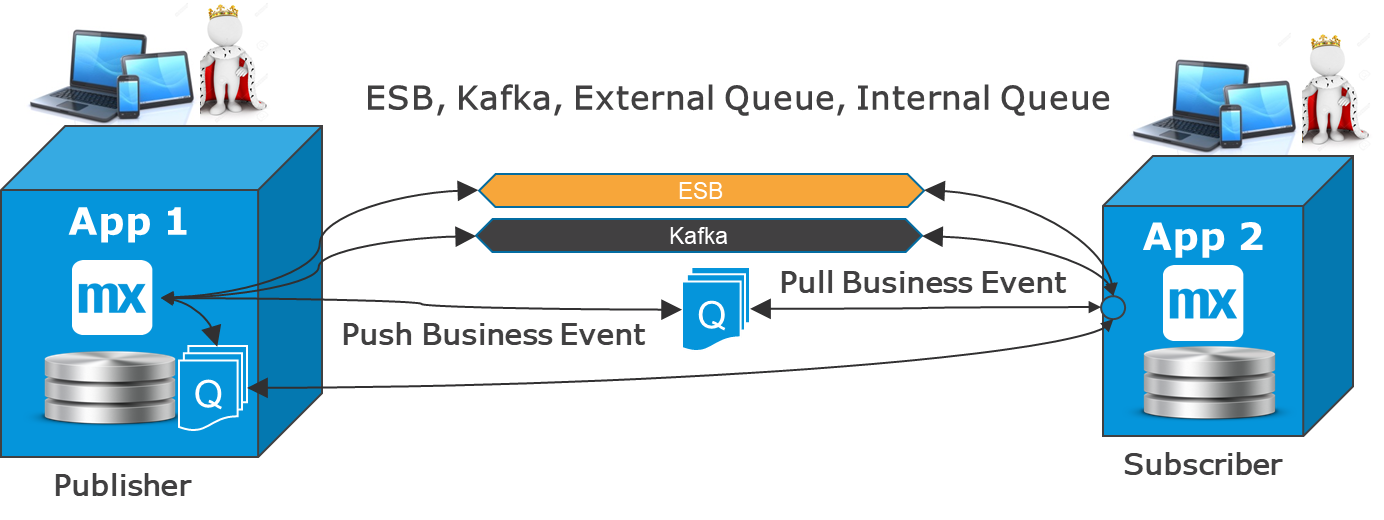 ESB, Kafka, External Queue, Internal Queue
App 1
mx
Q
Publisher
ESB
Kafka
Push Business Event
Q
Pull Business Event
App 2
mx
Subscriber